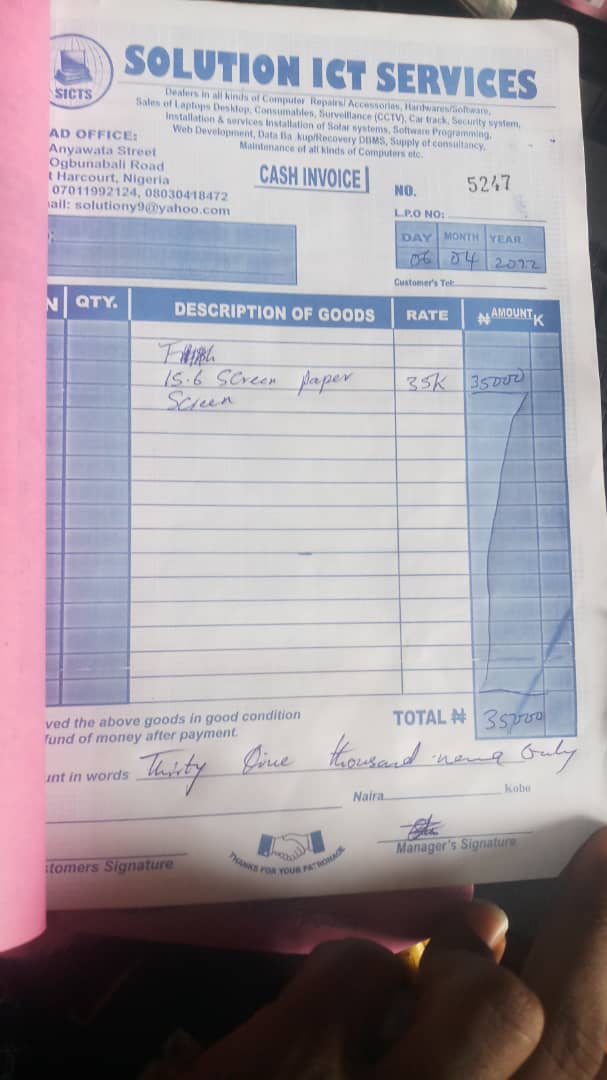 SICTS
SOLUTION ICT SERVICES
Dealers in all kinds of Computer Repairs/ Accessories, Hardwares/Software,
Sales of Laptops Desktop, Consumables, Surveillance (CCTV), Car track, Security system,
Installation & services Installation of Solar systems, Software Programming,
Web Development, Data Ba kup/Recovery DBMS, Supply of consultancy,
Maintenance of all kinds of Computers etc.
AD OFFICE:
Anyawata Street
Ogbunabali Road
t Harcourt, Nigeria
07011992124, 08030418472
ail: solutiony9@yahoo.com
CASH INVOICE
NO. 5247
L.P.O NO:
DAY MONTH YEAR
06 04 2022
Customer's Tel:
N QTY. DESCRIPTION OF GOODS RATE ₦ AMOUNT K
15.6 Screen paper 35K 35000
Screen
ved the above goods in good condition
fund of money after payment.
TOTAL ₦ 35000
unt in words Thirty thousand only
Naira Kobo
stomers Signature
THANKS FOR YOUR PATRONAGE
Manager's Signature